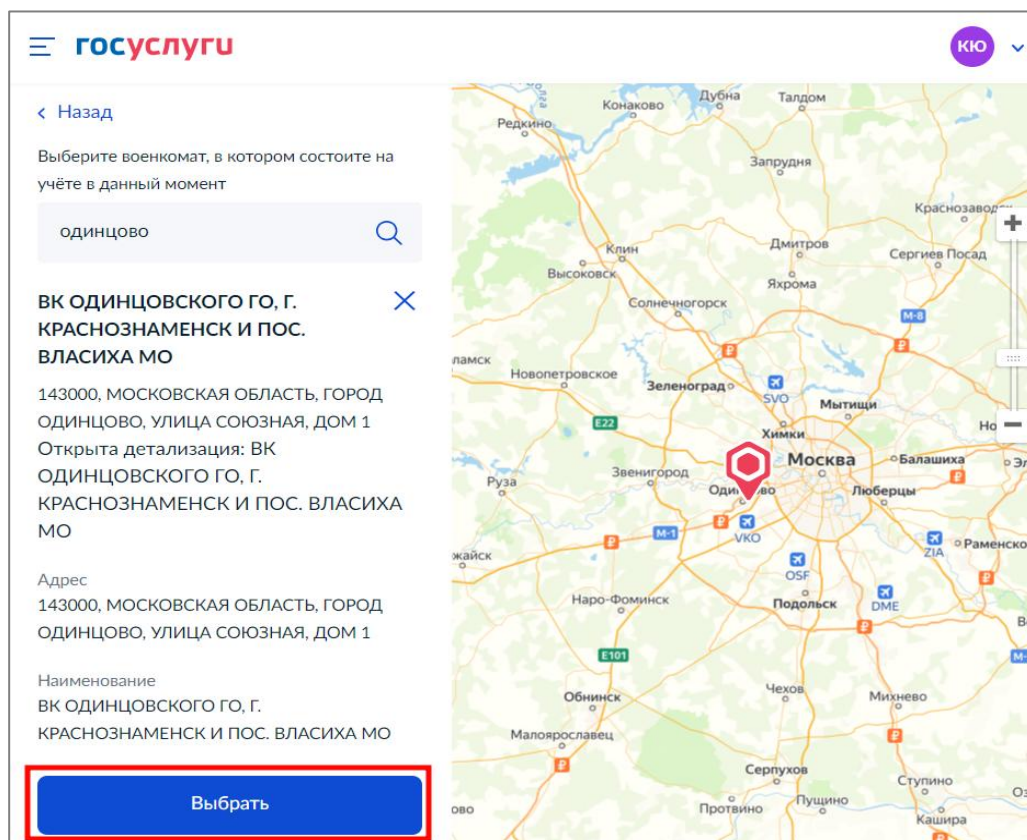 госуслуги
КЮ
Назад
Выберите военкомат, в котором состоите на
учёте в данный момент
одинцово
ВК ОДИНЦОВСКОГО ГО, Г.
КРАСНОЗНАМЕНСК И ПОС.
ВЛАСИХА МО
143000, МОСКОВСКАЯ ОБЛАСТЬ, ГОРОД
ОДИНЦОВО, УЛИЦА СОЮЗНАЯ, ДОМ 1
Открыта детализация: ВК
ОДИНЦОВСКОГО ГО, Г.
КРАСНОЗНАМЕНСК И ПОС. ВЛАСИХА
МО
Адрес
143000, МОСКОВСКАЯ ОБЛАСТЬ, ГОРОД
ОДИНЦОВО, УЛИЦА СОЮЗНАЯ, ДОМ 1
Наименование
ВК ОДИНЦОВСКОГО ГО, Г.
КРАСНОЗНАМЕНСК И ПОС. ВЛАСИХА МО
Выбрать
Дубна
Талдом
Конаково
Редкино
Запрудня
Клин
Дмитров
Сергиев Посад
Высоковск
Яхрома
Солнечногорск
М-8
Новопетровское
Зеленоград
SVO
Мытищи
E22
Химки
Москва
Балашиха
Звенигород
Руза
Люберцы
М-1
VKO
ZIA
OSF
Наро-Фоминск
Подольск
DME
E101
Обнинск
Чехов
Михнево
Малоярославец
Серпухов
Ступино
Протвино
Пущино
Кашира